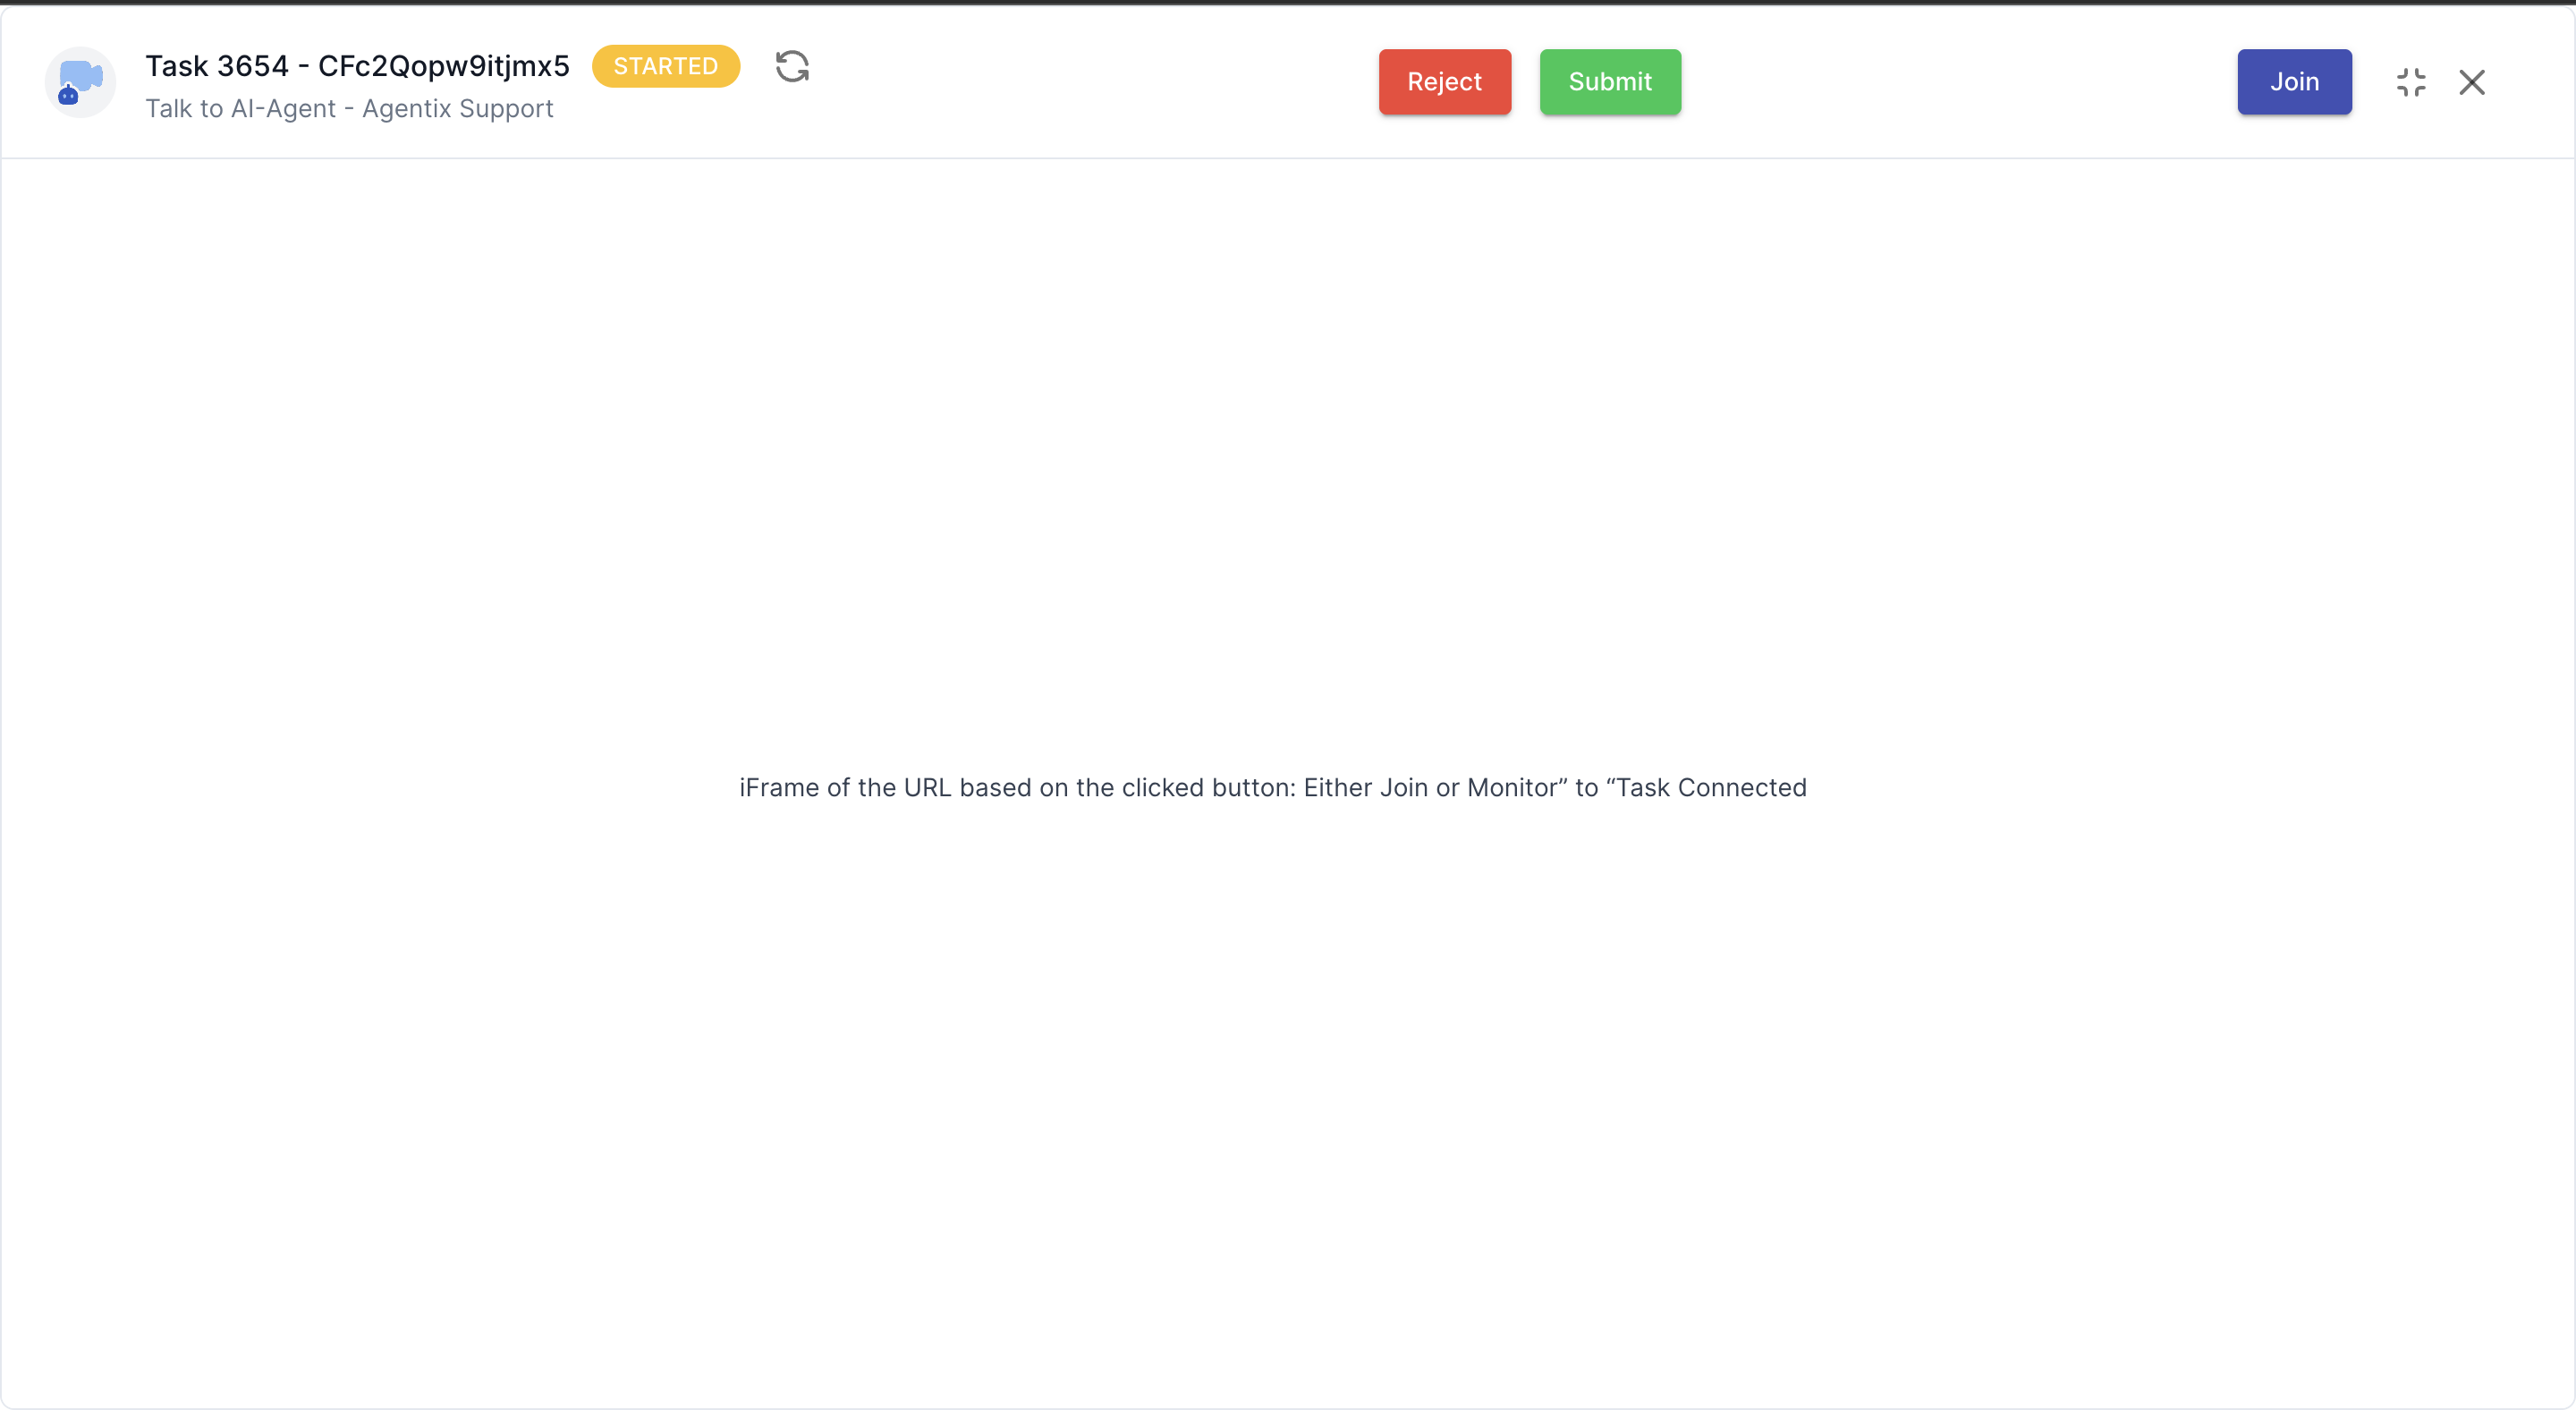 Task 3654 - CFc2Qopw9itjmx5 STARTED
Talk to AI-Agent - Agentix Support
Reject Submit
Join
iFrame of the URL based on the clicked button: Either Join or Monitor” to “Task Connected